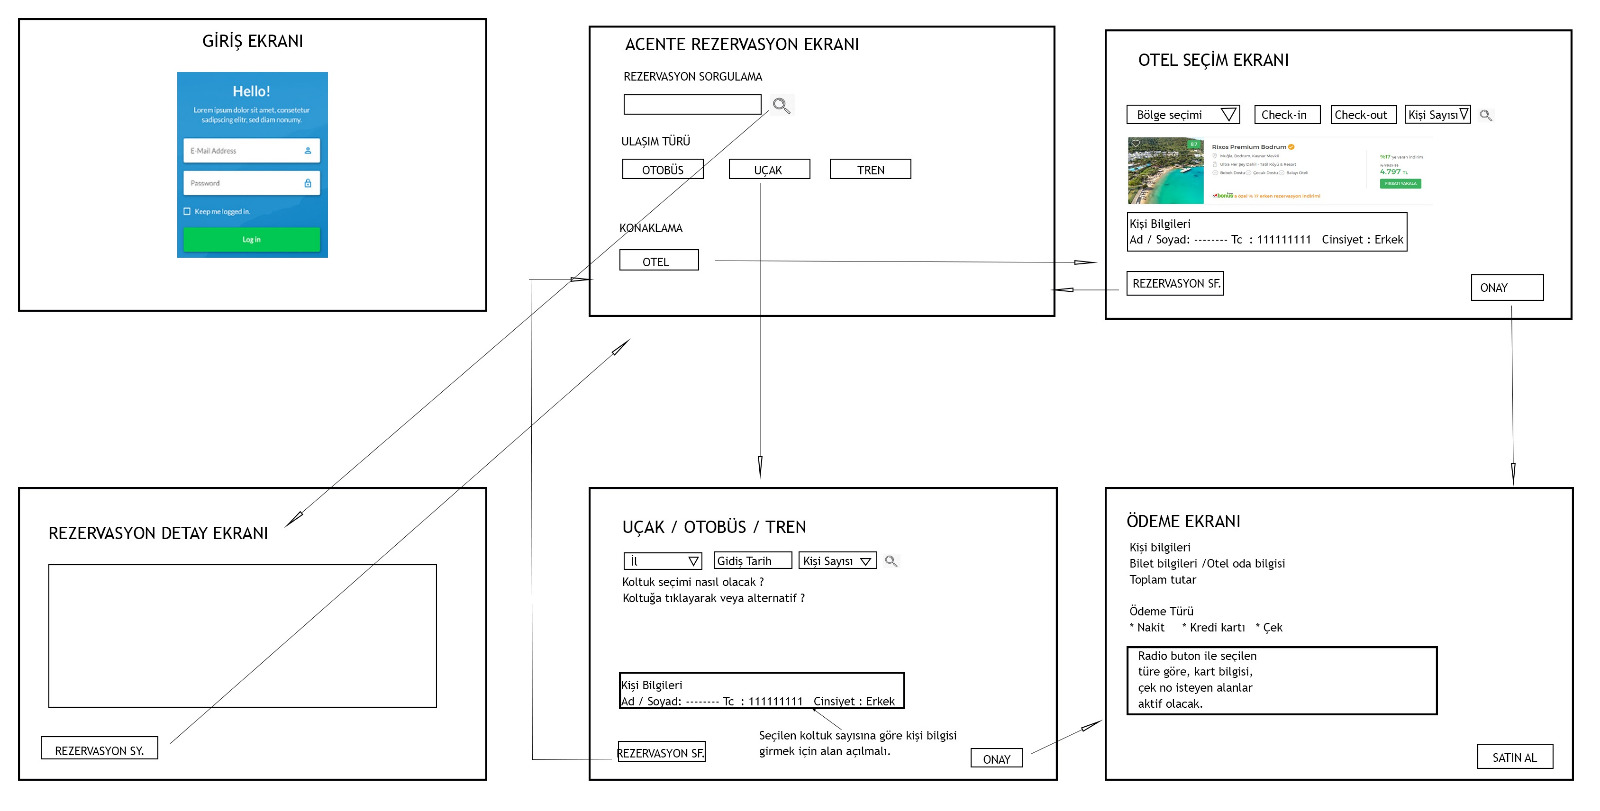 GİRİŞ EKRANI
Hello!
Lorem ipsum dolor sit amet, consetetur
sadipscing elitr, sed diam nonumy.
E-Mail Address
Password
Keep me logged in.
Log in
ACENTE REZERVASYON EKRANI
REZERVASYON SORGULAMA
ULAŞIM TÜRÜ
OTOBÜS
UÇAK
TREN
KONAKLAMA
OTEL
OTEL SEÇİM EKRANI
Bölge seçimi
Check-in
Check-out
Kişi Sayısı
Rixos Premium Bodrum
Kişi Bilgileri
Ad / Soyad: -------- Tc : 111111111 Cinsiyet : Erkek
REZERVASYON SF.
ONAY
4.797 TL
REZERVASYON DETAY EKRANI
REZERVASYON SY.
UÇAK / OTOBÜS / TREN
İl
Gidiş Tarih
Kişi Sayısı
Koltuk seçimi nasıl olacak ?
Koltuğa tıklayarak veya alternatif ?
Kişi Bilgileri
Ad / Soyad: -------- Tc : 111111111 Cinsiyet : Erkek
Seçilen koltuk sayısına göre kişi bilgisi
girmek için alan açılmalı.
REZERVASYON SF.
ONAY
ÖDEME EKRANI
Kişi bilgileri
Bilet bilgileri /Otel oda bilgisi
Toplam tutar
Ödeme Türü
* Nakit * Kredi kartı * Çek
Radio buton ile seçilen
türe göre, kart bilgisi,
çek no isteyen alanlar
aktif olacak.
SATIN AL